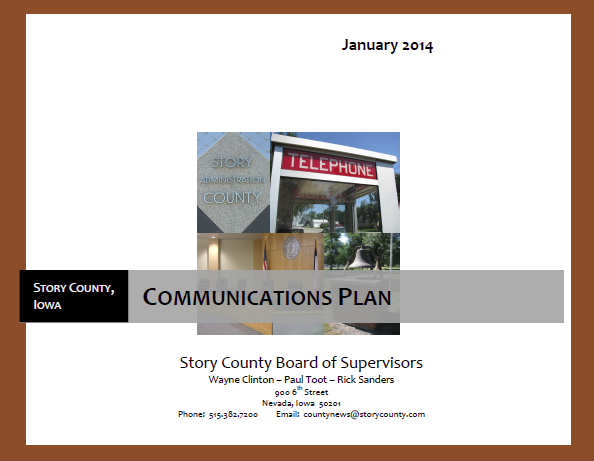 January 2014
STORY
ADMINISTRATION
COUNTY
TELEPHONE
STORY COUNTY,
IOWA
COMMUNICATIONS PLAN
Story County Board of Supervisors
Wayne Clinton – Paul Toot – Rick Sanders
900 6th Street
Nevada, Iowa 50201
Phone: 515.382.7200 Email: countynews@storycounty.com